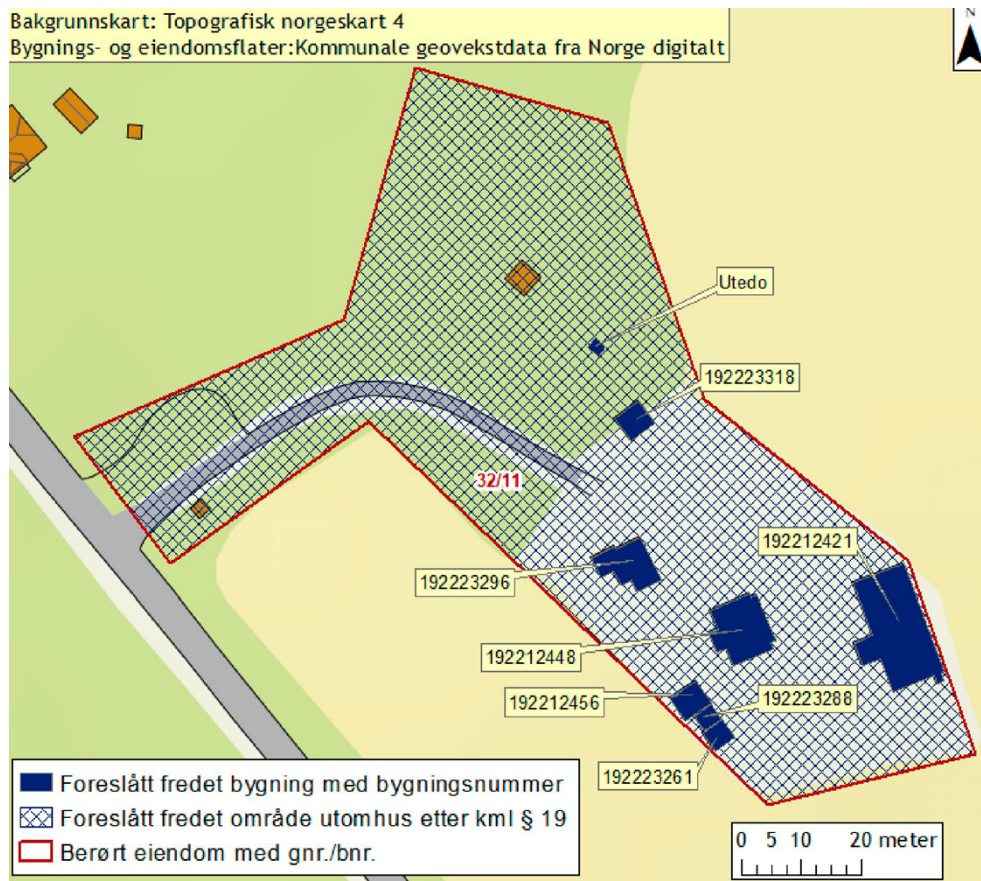 Bakgrunnskart: Topografisk norgeskart 4
Bygnings- og eiendomsflater:Kommunale geovekstdata fra Norge digitalt
N
Utedo
192223318
32/11
192212421
192223296
192212448
192212456
192223288
192223261
Foreslått fredet bygning med bygningsnummer
Foreslått fredet område utomhus etter kml § 19
Berørt eiendom med gnr./bnr.
0 5 10 20 meter